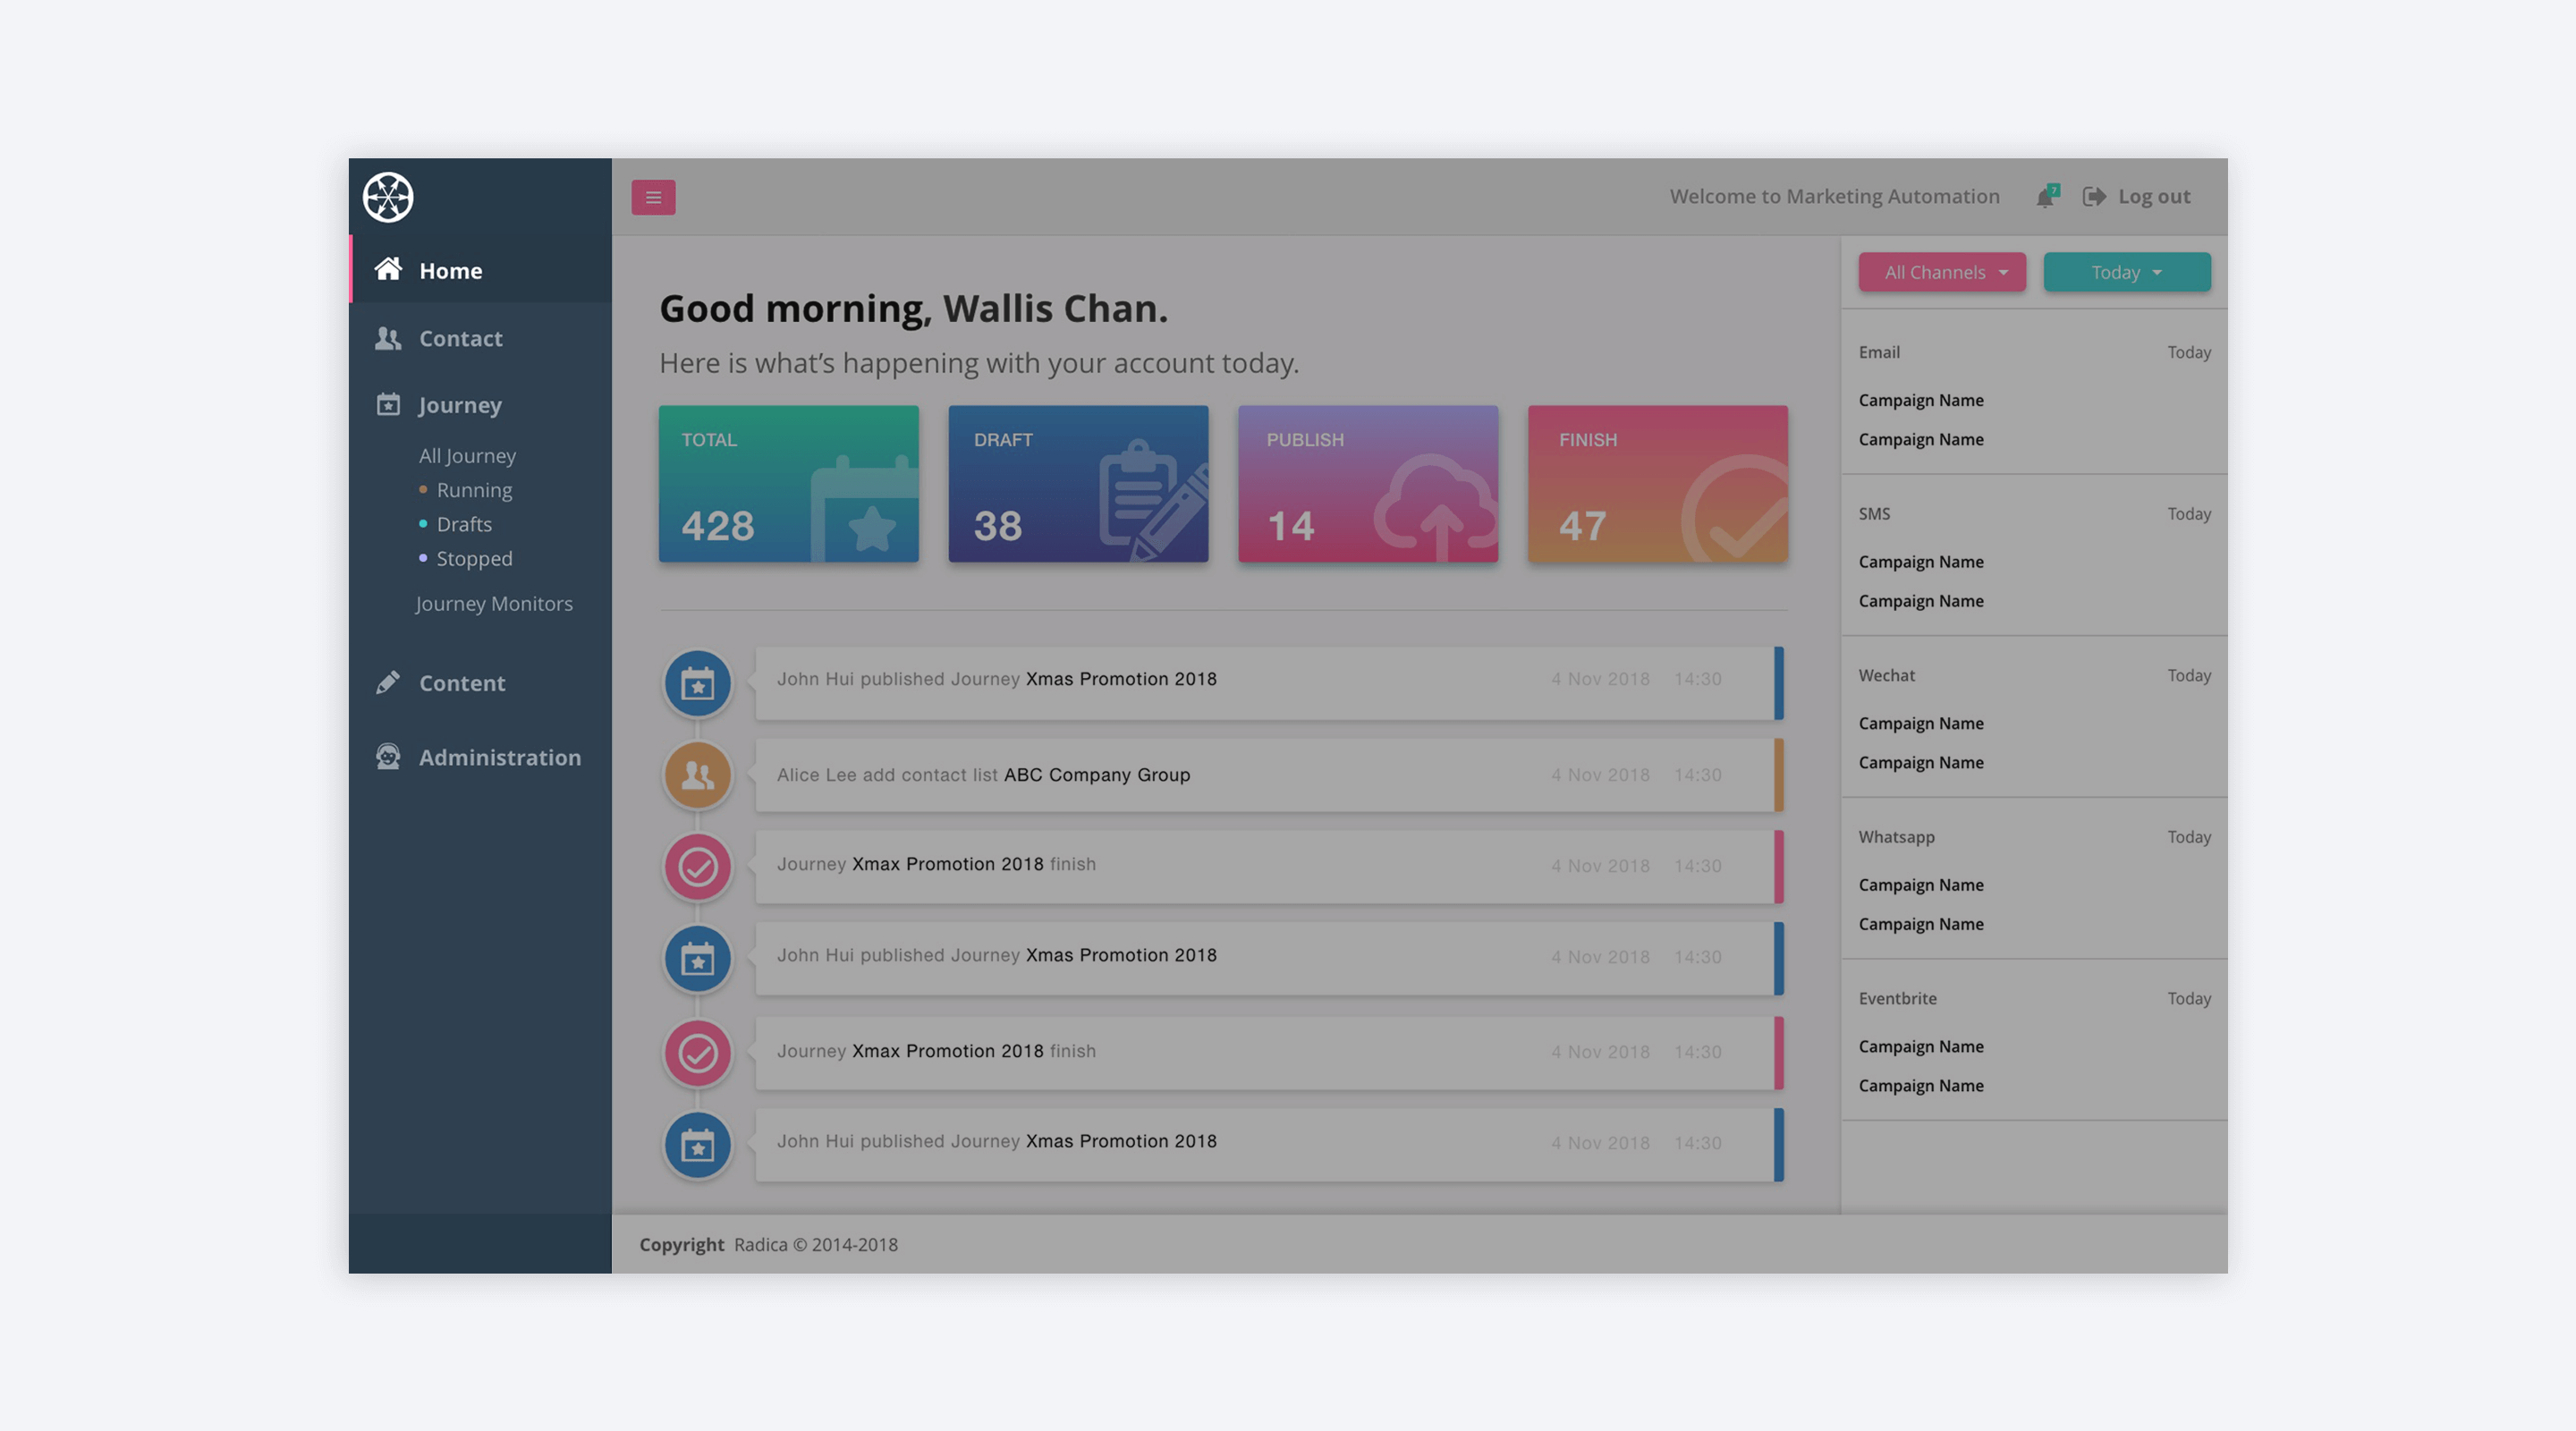 Home
Contact
Journey
All Journey
Running
Drafts
Stopped
Journey Monitors
Content
Administration
Welcome to Marketing Automation 7 Log out
Good morning, Wallis Chan.
Here is what’s happening with your account today.
TOTAL
428
DRAFT
38
PUBLISH
14
FINISH
47
John Hui published Journey Xmas Promotion 2018 4 Nov 2018 14:30
Alice Lee add contact list ABC Company Group 4 Nov 2018 14:30
Journey Xmax Promotion 2018 finish 4 Nov 2018 14:30
John Hui published Journey Xmas Promotion 2018 4 Nov 2018 14:30
Journey Xmax Promotion 2018 finish 4 Nov 2018 14:30
John Hui published Journey Xmas Promotion 2018 4 Nov 2018 14:30
All Channels Today
Email Today
Campaign Name
Campaign Name
SMS Today
Campaign Name
Campaign Name
Wechat Today
Campaign Name
Campaign Name
Whatsapp Today
Campaign Name
Campaign Name
Eventbrite Today
Campaign Name
Campaign Name
Copyright Radica © 2014-2018